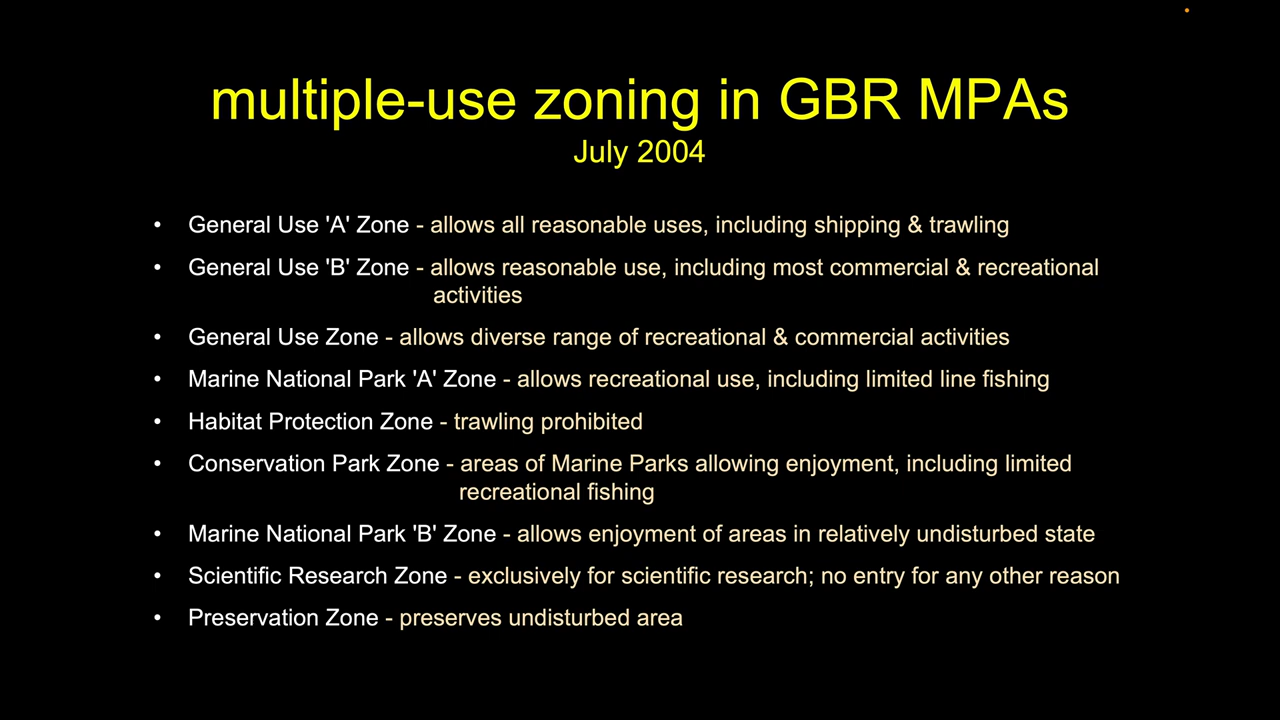 multiple-use zoning in GBR MPAs
July 2004
• General Use 'A' Zone - allows all reasonable uses, including shipping & trawling
• General Use 'B' Zone - allows reasonable use, including most commercial & recreational
activities
• General Use Zone - allows diverse range of recreational & commercial activities
• Marine National Park 'A' Zone - allows recreational use, including limited line fishing
• Habitat Protection Zone - trawling prohibited
• Conservation Park Zone - areas of Marine Parks allowing enjoyment, including limited
recreational fishing
• Marine National Park 'B' Zone - allows enjoyment of areas in relatively undisturbed state
• Scientific Research Zone - exclusively for scientific research; no entry for any other reason
• Preservation Zone - preserves undisturbed area